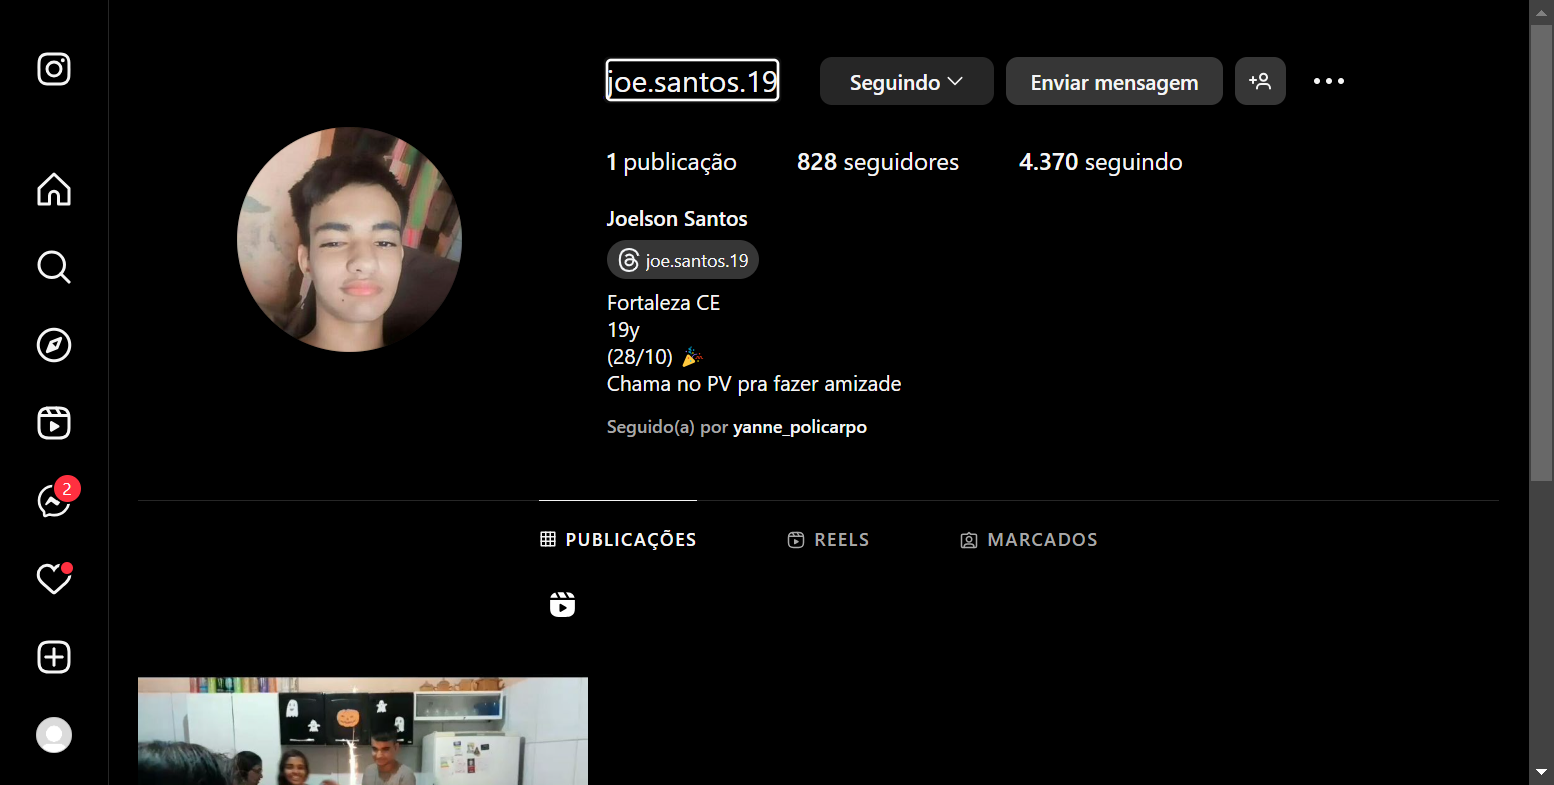 joe.santos.19 Seguindo Enviar mensagem
1 publicação 828 seguidores 4.370 seguindo
Joelson Santos
joe.santos.19
Fortaleza CE
19y
(28/10) 🎉
Chama no PV pra fazer amizade
Seguido(a) por yanne_policarpo
2
PUBLICAÇÕES REELS MARCADOS